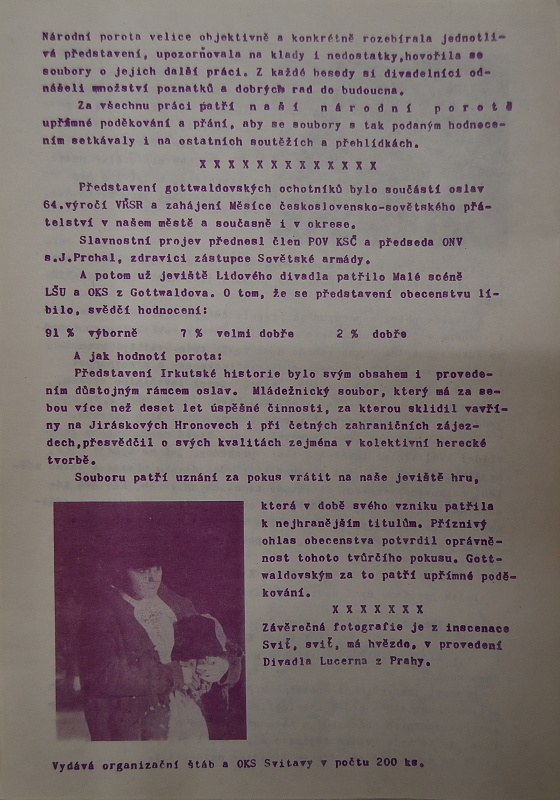 Národní porota velice objektivně a konkrétně rozebírala jednotli-
vá představení, upozorňovala na klady i nedostatky,hovořila se
soubory o jejich další práci. Z každé besedy si divadelníci od-
nášeli množství poznatků a dobrých rad do budoucna.
Za všechnu práci patří n a š í n á r o d n í p o r o t ě
upřímné poděkování a přání, aby se soubory s tak podaným hodnoce-
ním setkávaly i na ostatních soutěžích a přehlídkách.
X X X X X X X X X X X X X
Představení gottwaldovských ochotníků bylo součástí oslav
64.výročí VŘSR a zahájení Měsíce československo-sovětského přá-
telství v našem městě a současně i v okrese.
Slavnostní projev přednesl člen POV KSČ a předseda ONV
s.J.Prchal, zdravici zástupce Sovětské armády.
A potom už jeviště Lidového divadla patřilo Malé scéně
LŠU a OKS z Gottwaldova. O tom, že se představení obecenstvu lí-
bilo, svědčí hodnocení:
91 % výborně 7 % velmi dobře 2 % dobře
A jak hodnotí porota:
Představení Irkutské historie bylo svým obsahem i provede-
ním důstojným rámcem oslav. Mládežnický soubor, který má za se-
bou více než deset let úspěšné činnosti, za kterou sklidil vavří-
ny na Jiráskových Hronovech i při četných zahraničních zájez-
dech,přesvědčil o svých kvalitách zejména v kolektivní herecké
tvorbě.
Souboru patří uznání za pokus vrátit na naše jeviště hru,
která v době svého vzniku patřila
k nejhranějším titulům. Příznivý
ohlas obecenstva potvrdil oprávně-
nost tohoto tvůrčího pokusu. Gott-
waldovským za to patří upřímné podě-
kování.
X X X X X X X
Závěrečná fotografie je z inscenace
Sviť, sviť, má hvězdo, v provedení
Divadla Lucerna z Prahy.
Vydává organizační štáb a OKS Svitavy v počtu 200 ks.